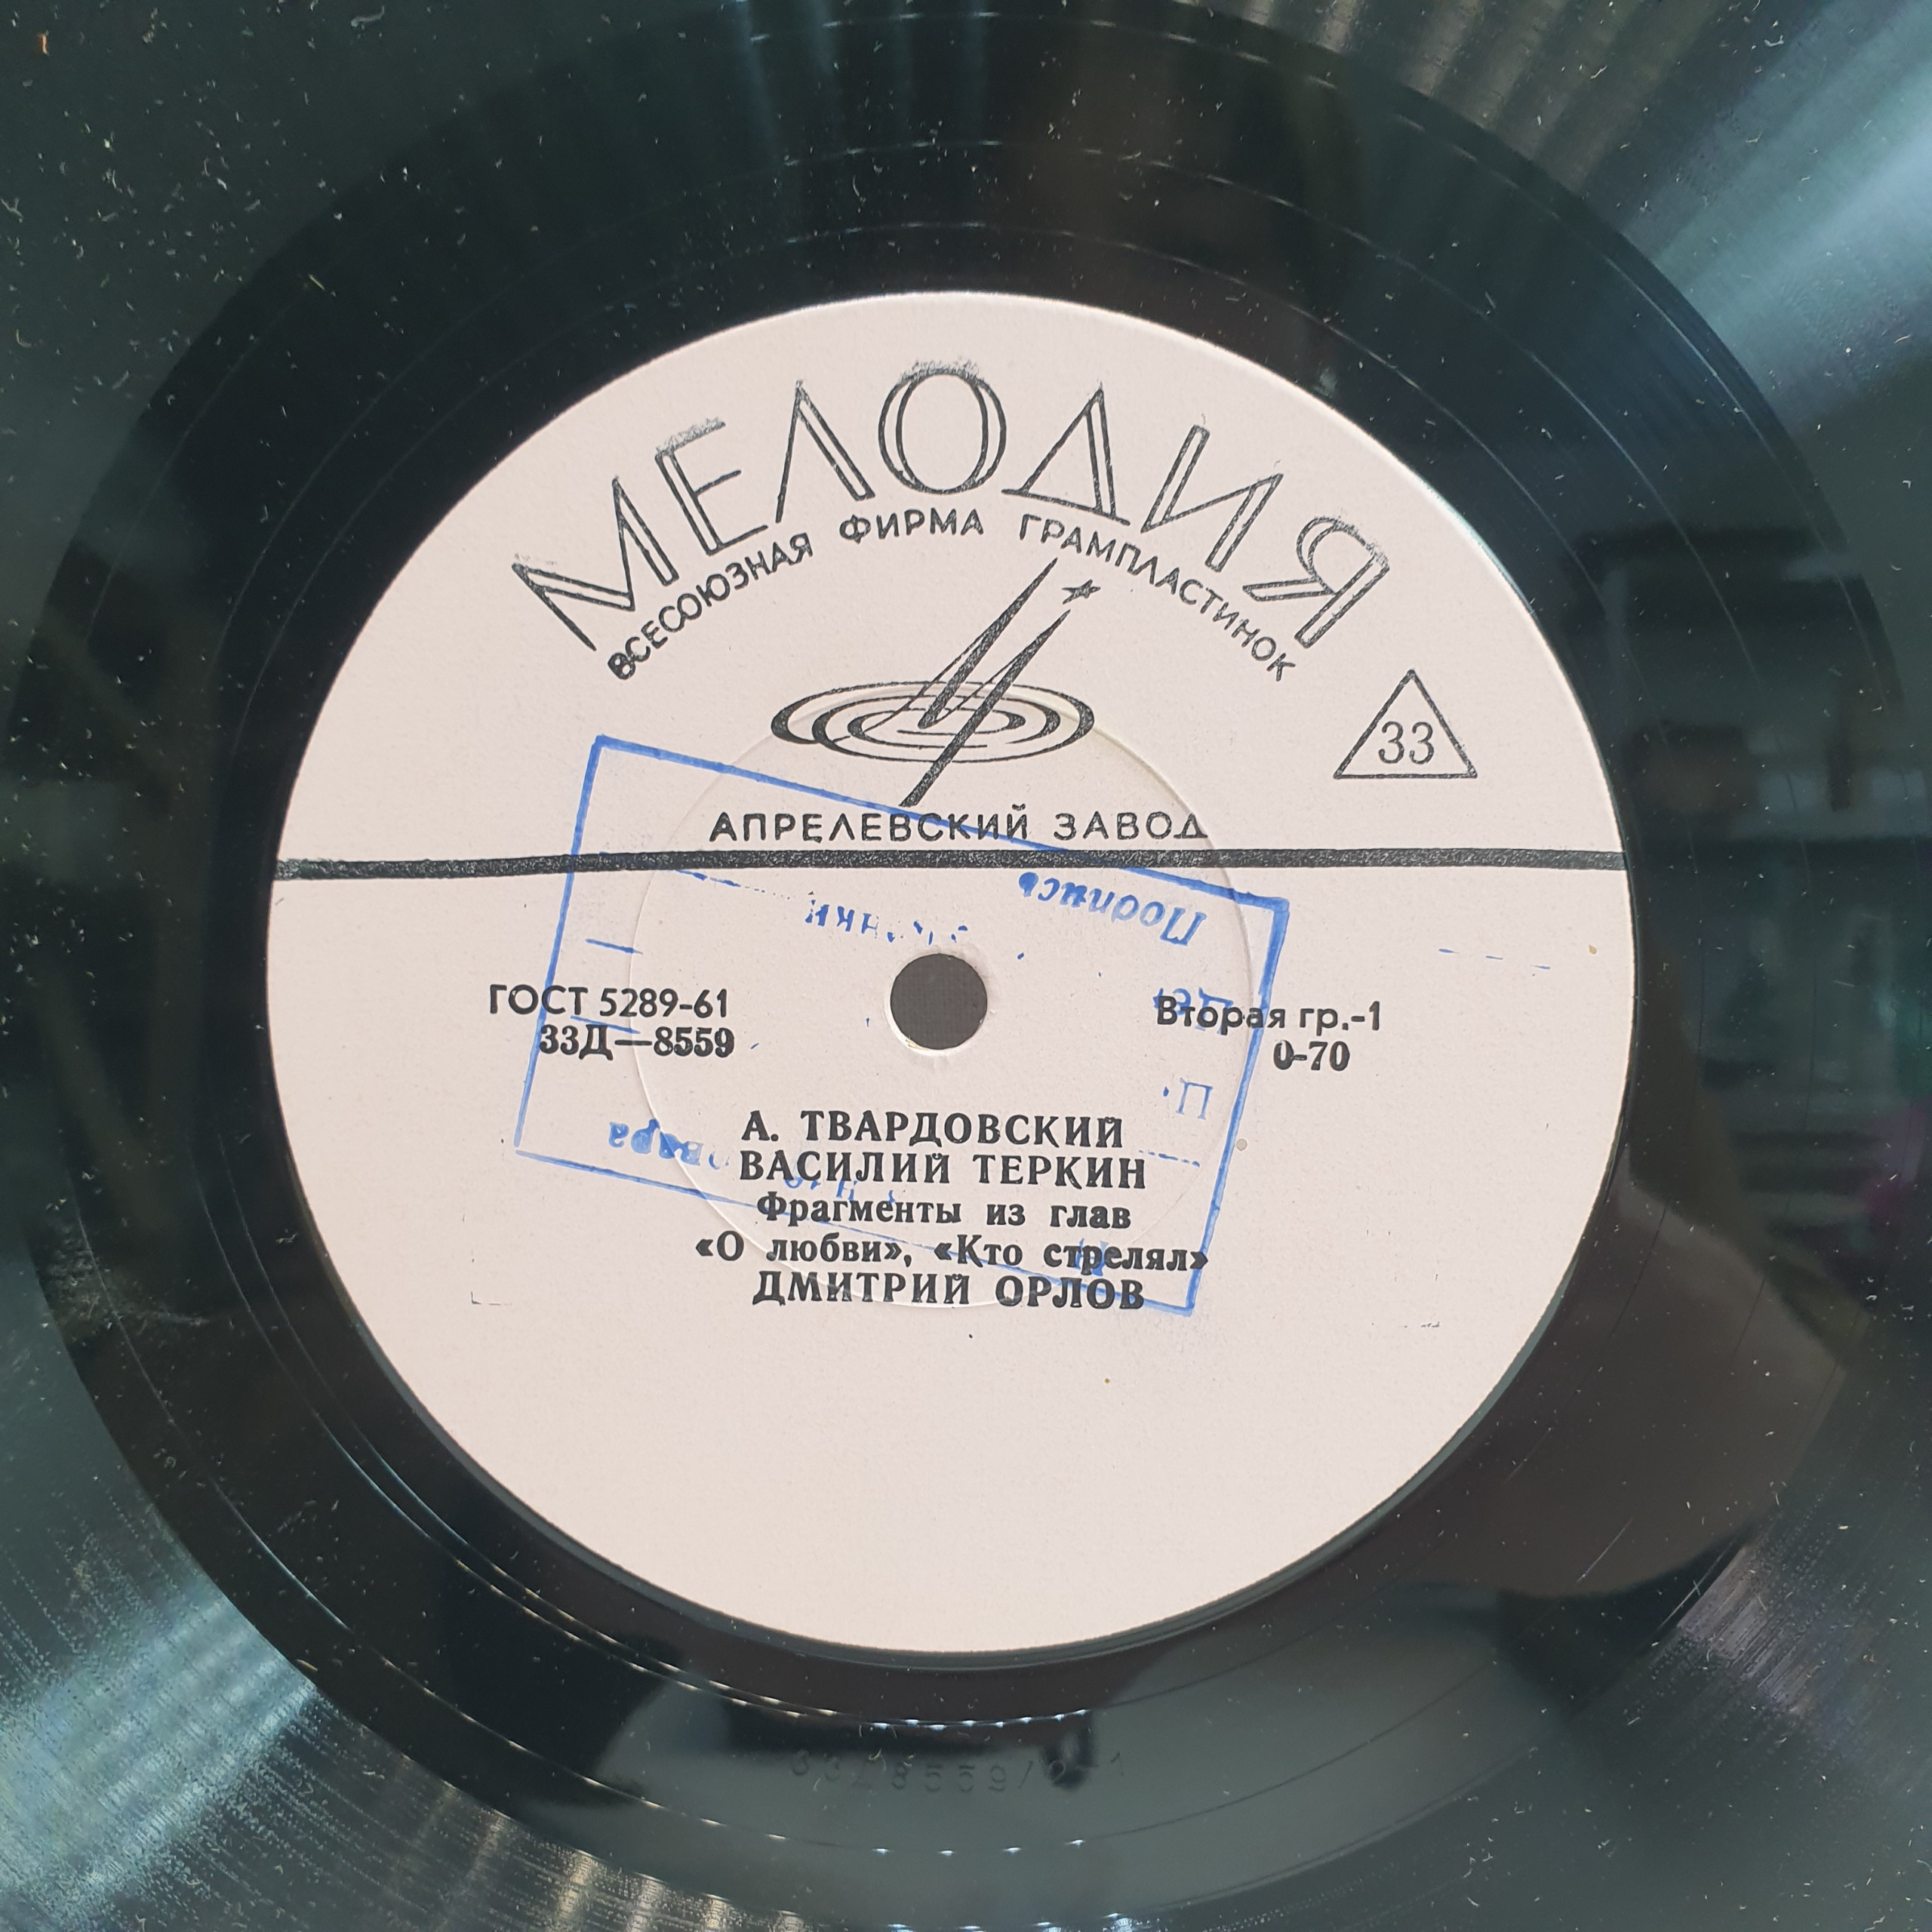 МЕЛОДИЯ
ВСЕСОЮЗНАЯ ФИРМА ГРАМПЛАСТИНОК
33
АПРЕЛЕВСКИЙ ЗАВОД
Подпись
ГОСТ 5289-61
33Д—8559
Вторая гр.-1
0-70
А. ТВАРДОВСКИЙ
ВАСИЛИЙ ТЕРКИН
Фрагменты из глав
«О любви», «Кто стрелял»
ДМИТРИЙ ОРЛОВ